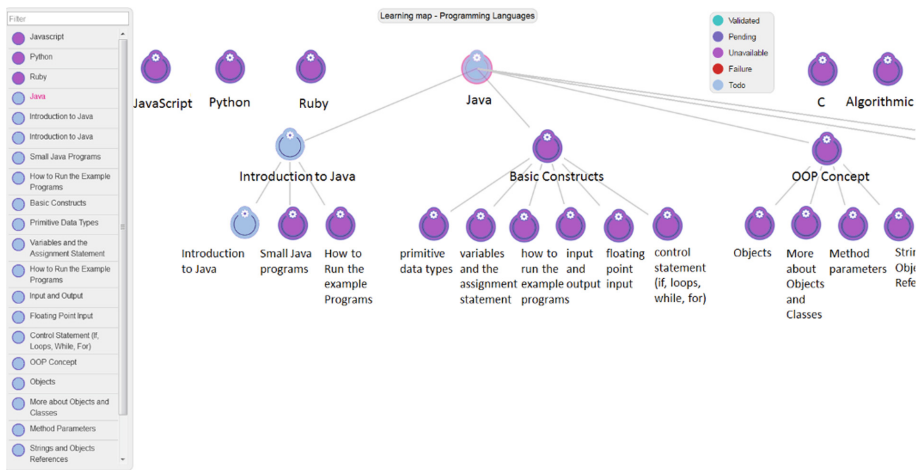 Filter
Javascript
Python
Ruby
Java
Introduction to Java
Introduction to Java
Small Java Programs
How to Run the Example
Programs
Basic Constructs
Primitive Data Types
Variables and the
Assignment Statement
How to Run the Example
Programs
Input and Output
Floating Point Input
Control Statement (If,
Loops, While, For)
OOP Concept
Objects
More about Objects and
Classes
Method Parameters
Strings and Objects
References
Learning map - Programming Languages
Validated
Pending
Unavailable
Failure
Todo
JavaScript
Python
Ruby
Java
C
Algorithmic
Introduction to Java
Basic Constructs
OOP Concept
Introduction
to Java
Small Java
programs
How to
Run the
example
Programs
primitive
data types
variables
and the
assignment
statement
how to
run the
example
programs
input
and
output
floating
point
input
control
statement
(if, loops,
while, for)
Objects
More
about
Objects
and
Classes
Method
parameters
Strin
Obje
Refe